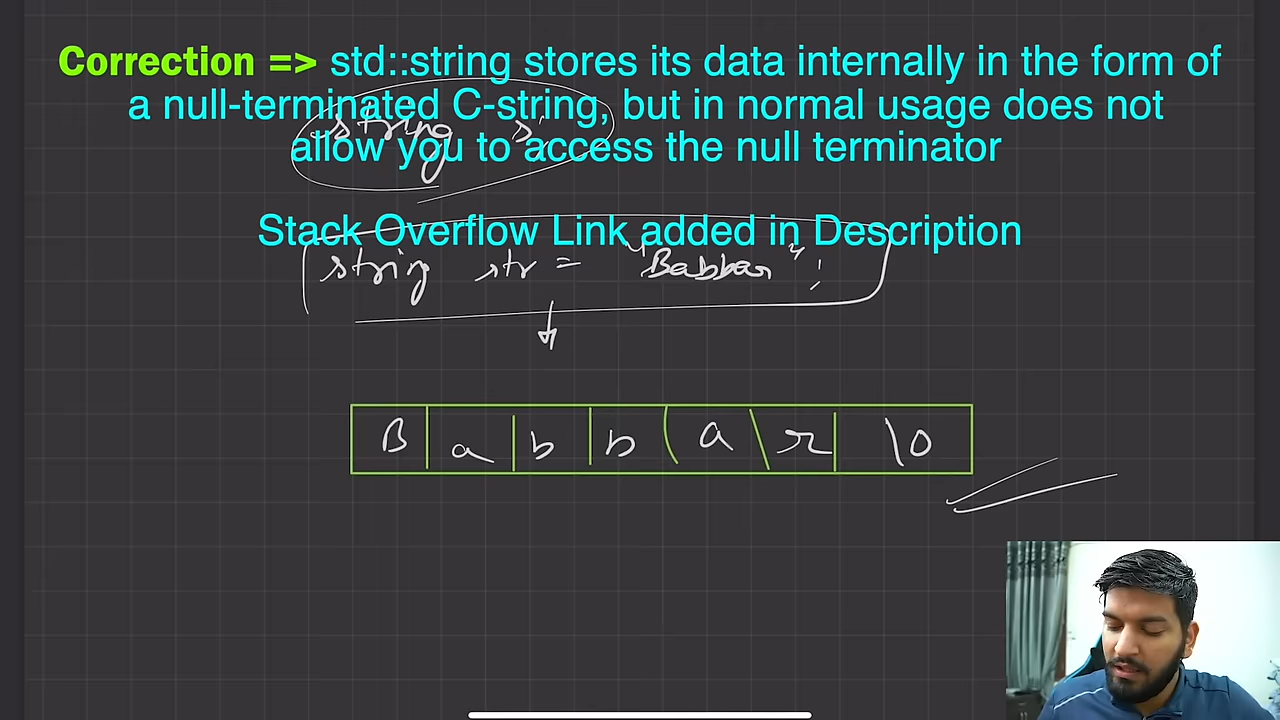 Correction => std::string stores its data internally in the form of
a null-terminated C-string, but in normal usage does not
string s;
allow you to access the null terminator
Stack Overflow Link added in Description
string str = "Babbar";
B a b b a r \0